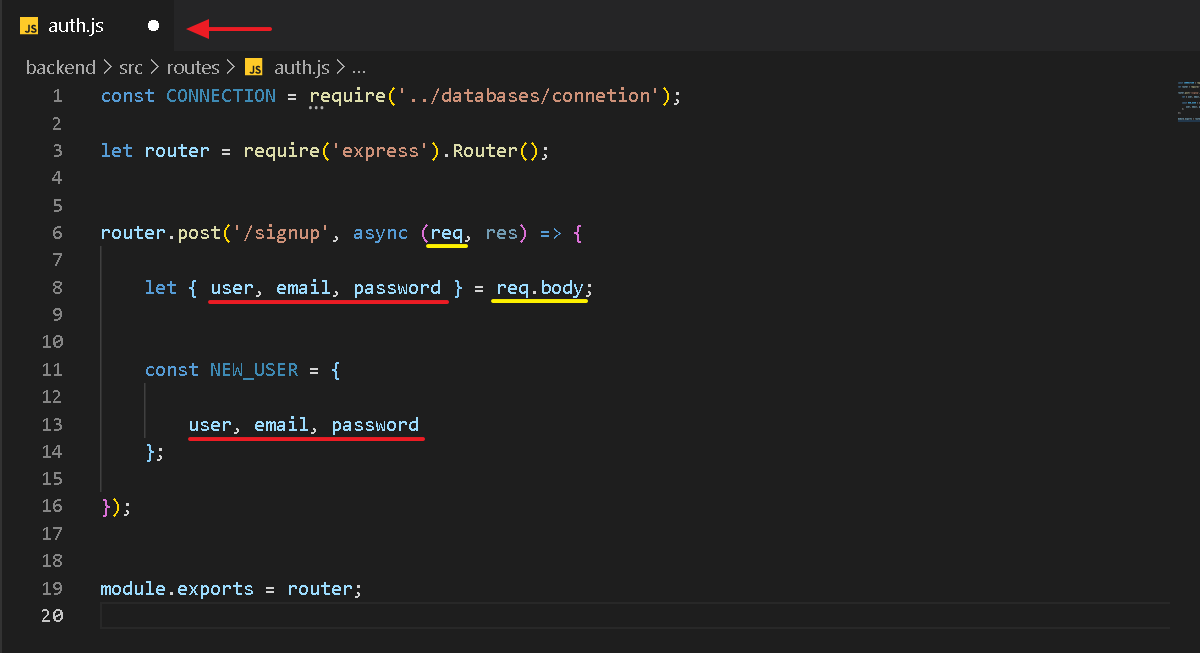 JS auth.js
backend > src > routes > JS auth.js > ...
1 const CONNECTION = require('../databases/connetion');
2
3 let router = require('express').Router();
4
5
6 router.post('/signup', async (req, res) => {
7
8 let { user, email, password } = req.body;
9
10
11 const NEW_USER = {
12
13 user, email, password
14 };
15
16 });
17
18
19 module.exports = router;
20